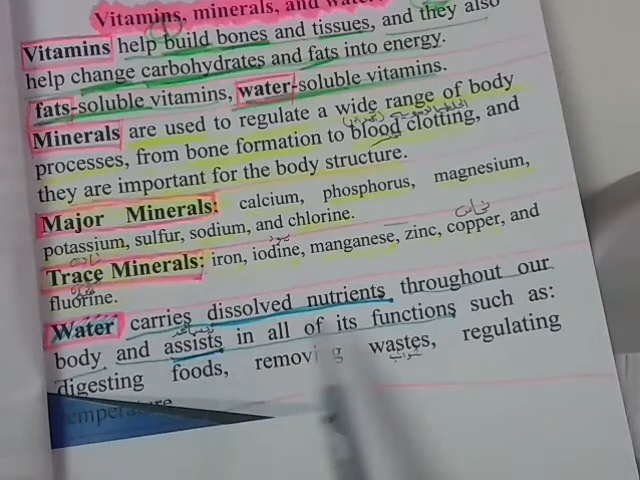 Vitamins, minerals, and water
Vitamins help build bones and tissues, and they also
help change carbohydrates and fats into energy.
fats-soluble vitamins, water-soluble vitamins.
Minerals are used to regulate a wide range of body
processes, from bone formation to blood clotting, and
they are important for the body structure.
Major Minerals: calcium, phosphorus, magnesium,
potassium, sulfur, sodium, and chlorine.
نحاس
Trace Minerals: iron, iodine, manganese, zinc, copper, and
fluorine.
Water carries dissolved nutrients throughout our
body and assists in all of its functions such as:
digesting foods, removing wastes, regulating
temperature